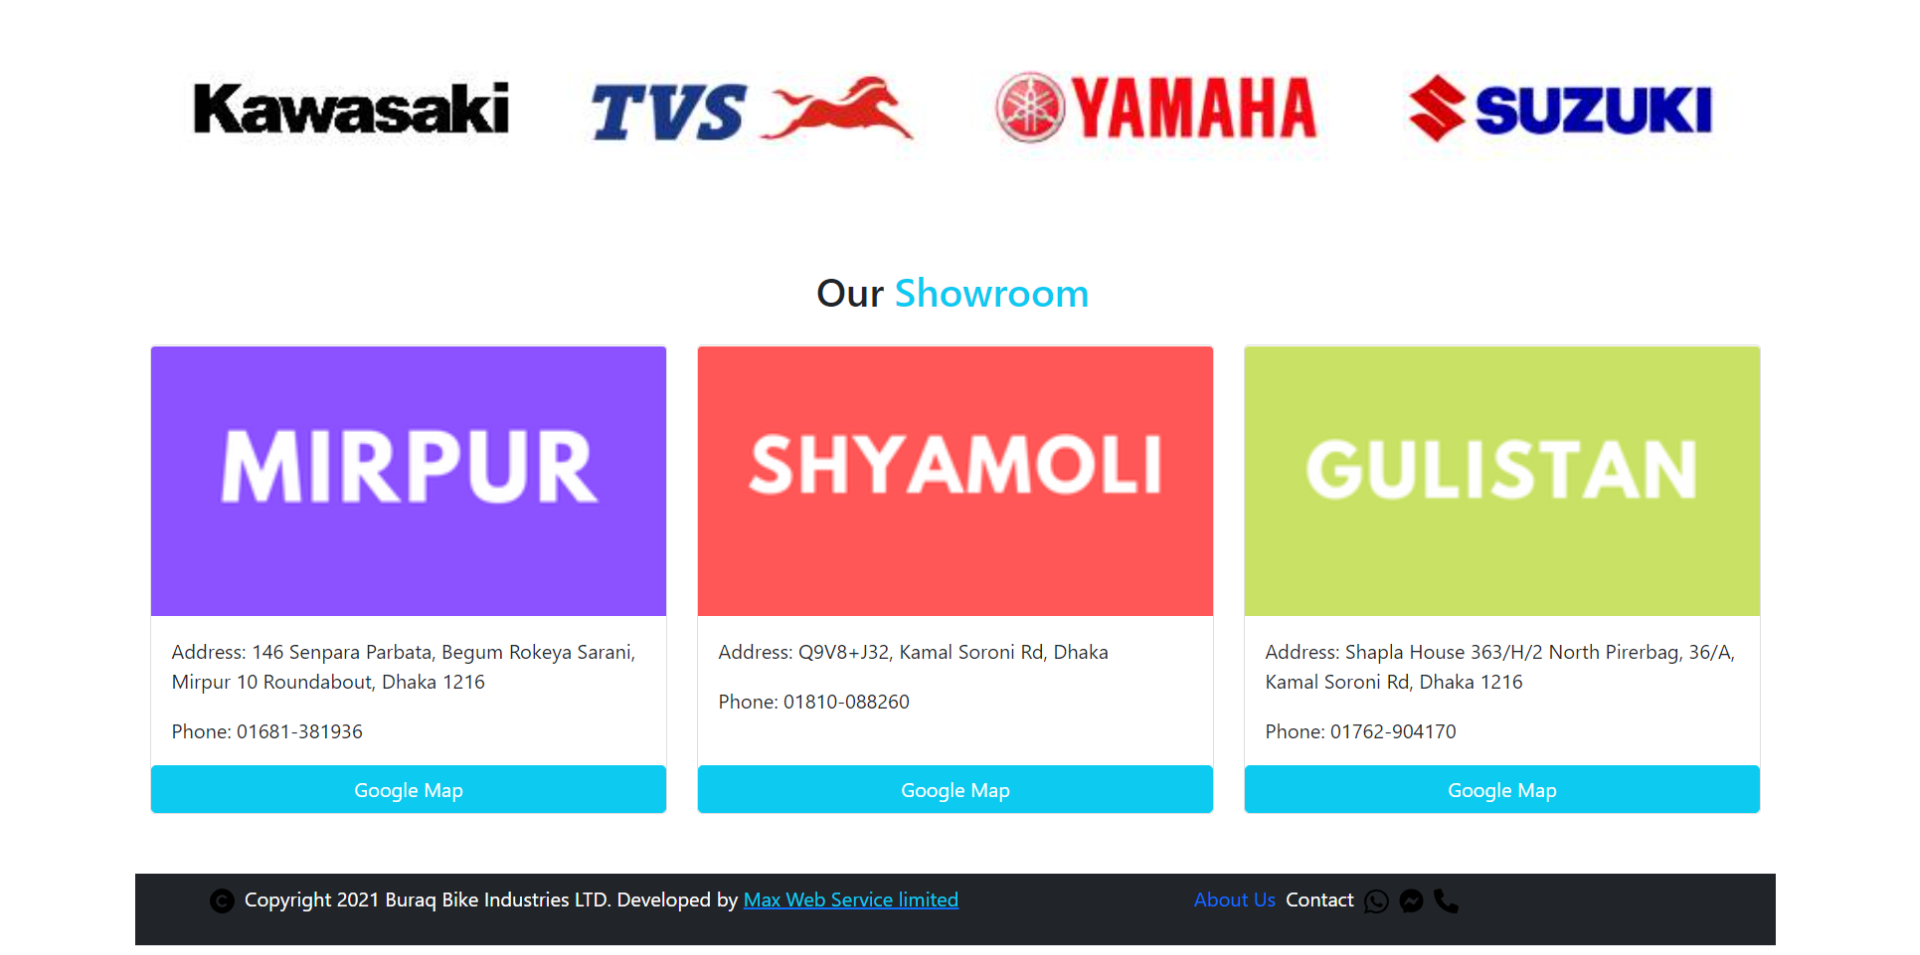 Kawasaki
TVS
YAMAHA
SUZUKI
Our Showroom
MIRPUR
Address: 146 Senpara Parbata, Begum Rokeya Sarani,
Mirpur 10 Roundabout, Dhaka 1216
Phone: 01681-381936
Google Map
SHYAMOLI
Address: Q9V8+J32, Kamal Soroni Rd, Dhaka
Phone: 01810-088260
Google Map
GULISTAN
Address: Shapla House 363/H/2 North Pirerbag, 36/A,
Kamal Soroni Rd, Dhaka 1216
Phone: 01762-904170
Google Map
© Copyright 2021 Buraq Bike Industries LTD. Developed by Max Web Service limited
About Us Contact